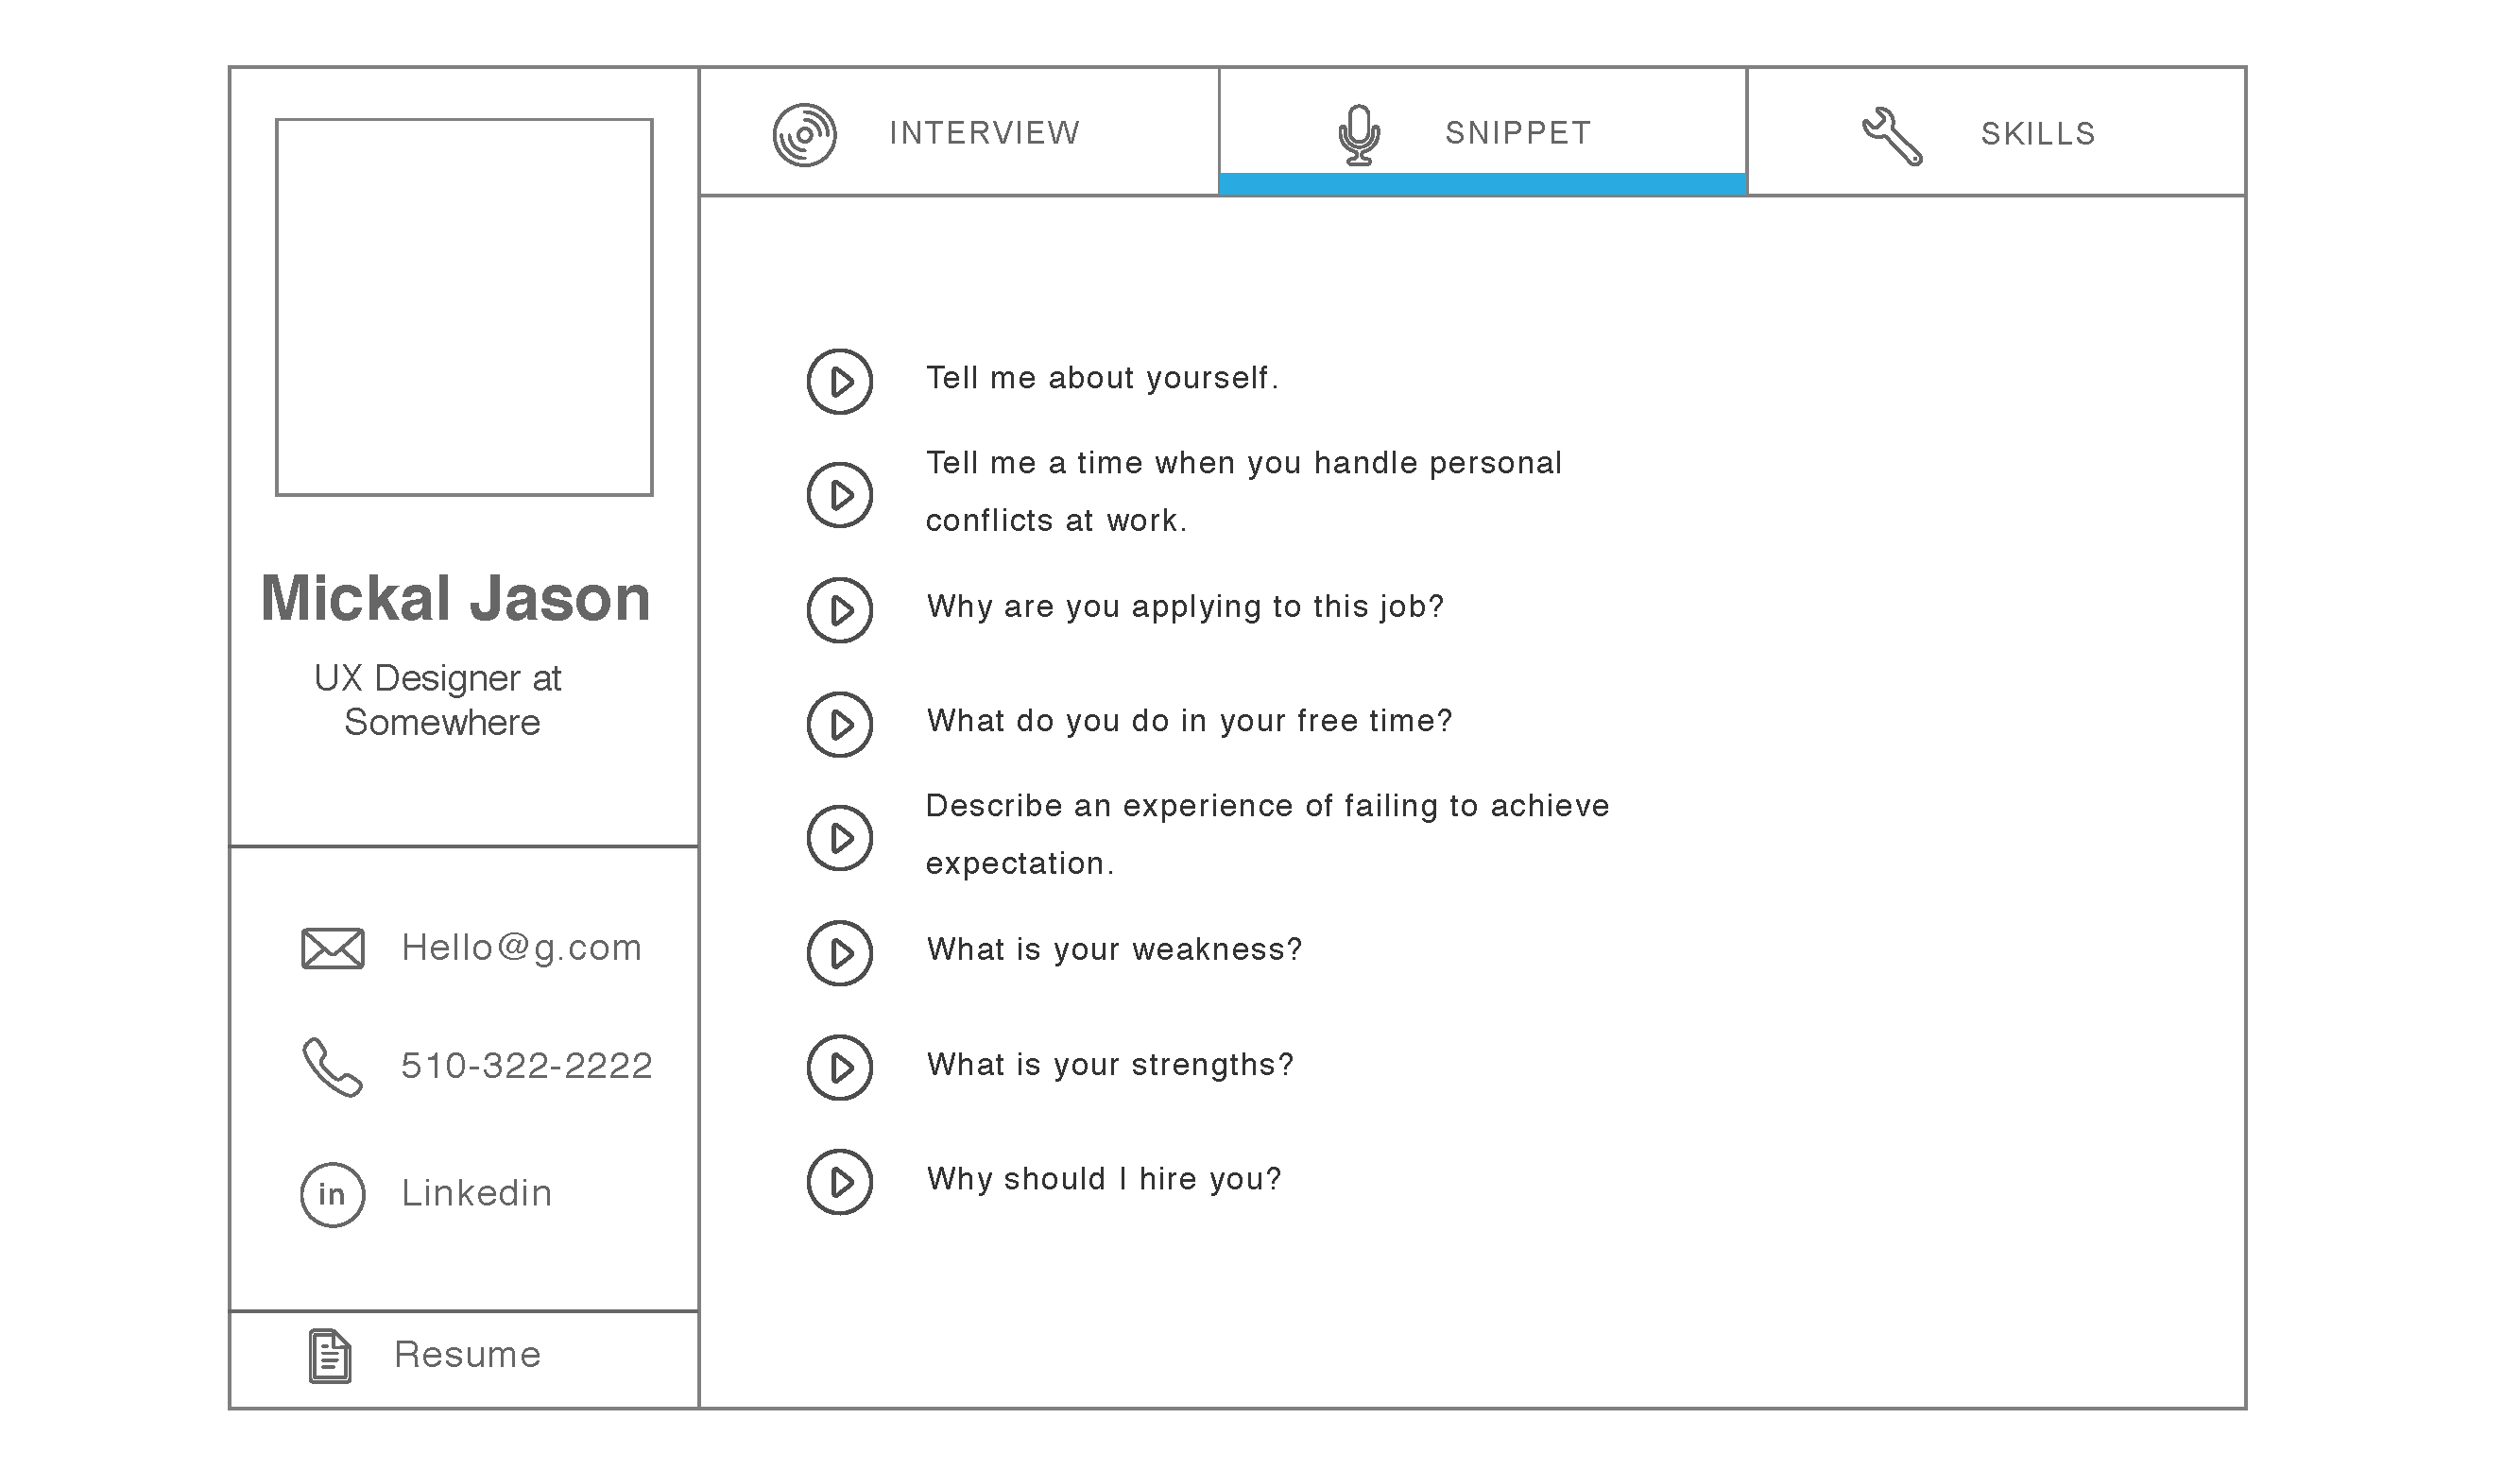 INTERVIEW
SNIPPET
SKILLS
Mickal Jason
UX Designer at
Somewhere
Hello@g.com
510-322-2222
in
Linkedin
Resume
Tell me about yourself.
Tell me a time when you handle personal
conflicts at work.
Why are you applying to this job?
What do you do in your free time?
Describe an experience of failing to achieve
expectation.
What is your weakness?
What is your strengths?
Why should I hire you?